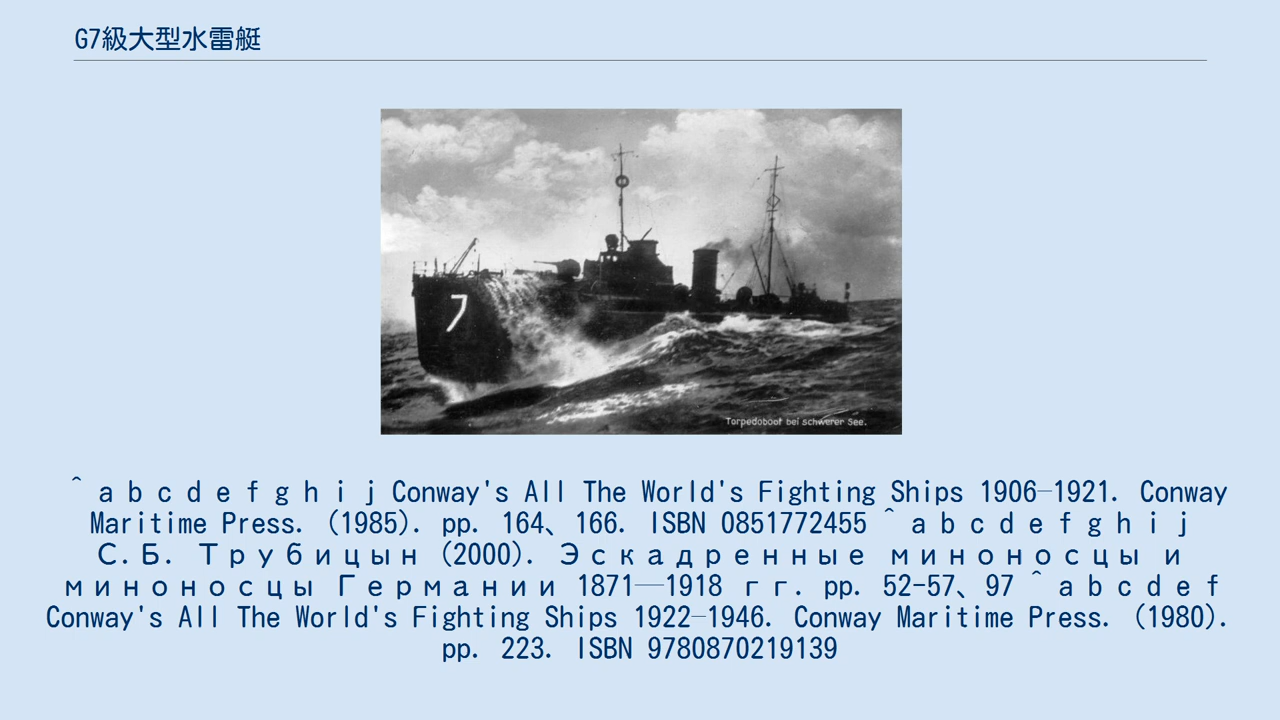 G7級大型水雷艇
7
Torpedoboot bei schwerer See.
^ a b c d e f g h i j Conway's All The World's Fighting Ships 1906–1921. Conway
Maritime Press. (1985). pp. 164、166. ISBN 0851772455 ^ a b c d e f g h i j
С.Б. Трубицын (2000). Эскадренные миноносцы и
миноносцы Германии 1871—1918 гг. pp. 52-57、97 ^ a b c d e f
Conway's All The World's Fighting Ships 1922–1946. Conway Maritime Press. (1980).
pp. 223. ISBN 9780870219139